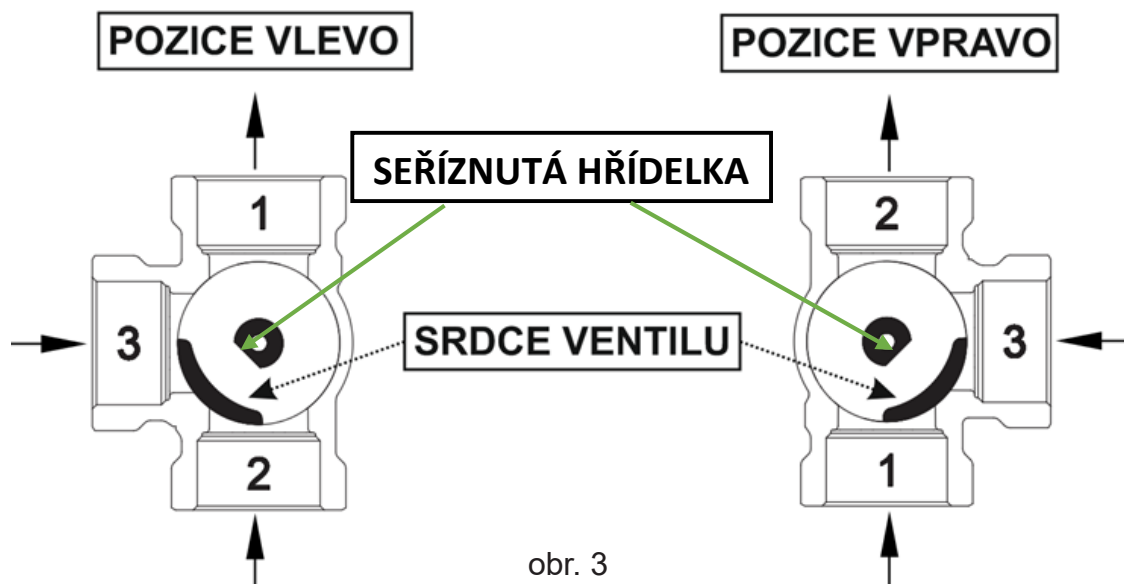 POZICE VLEVO
POZICE VPRAVO
SEŘÍZNUTÁ HŘÍDELKA
1
2
3
SRDCE VENTILU
3
2
1
obr. 3